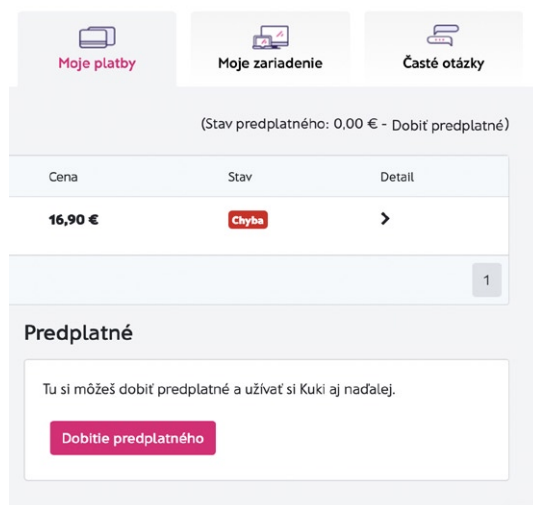 Moje platby Moje zariadenie Časté otázky
(Stav predplatného: 0,00 € - Dobiť predplatné)
Cena Stav Detail
16,90 € Chyba
1
Predplatné
Tu si môžeš dobiť predplatné a užívať si Kuki aj naďalej.
Dobitie predplatného